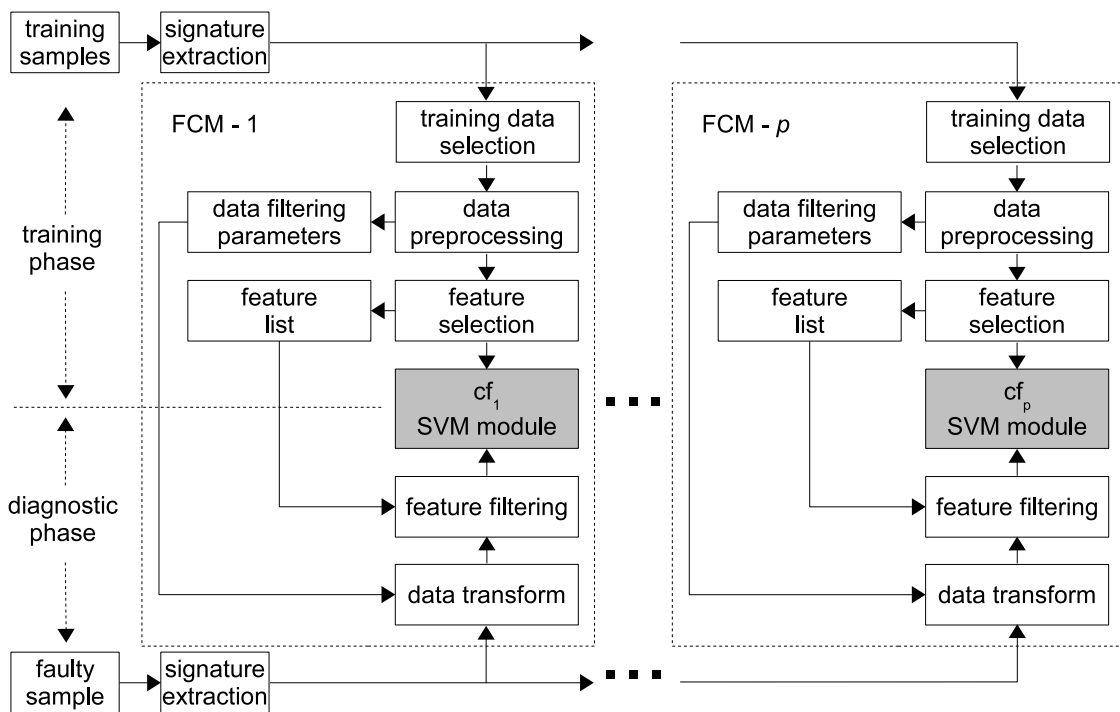 training
samples
signature
extraction
FCM - 1
training data
selection
data filtering
parameters
data
preprocessing
feature
list
feature
selection
cf1
SVM module
feature filtering
data transform
FCM - p
training data
selection
data filtering
parameters
data
preprocessing
feature
list
feature
selection
cfp
SVM module
feature filtering
data transform
training
phase
diagnostic
phase
faulty
sample
signature
extraction